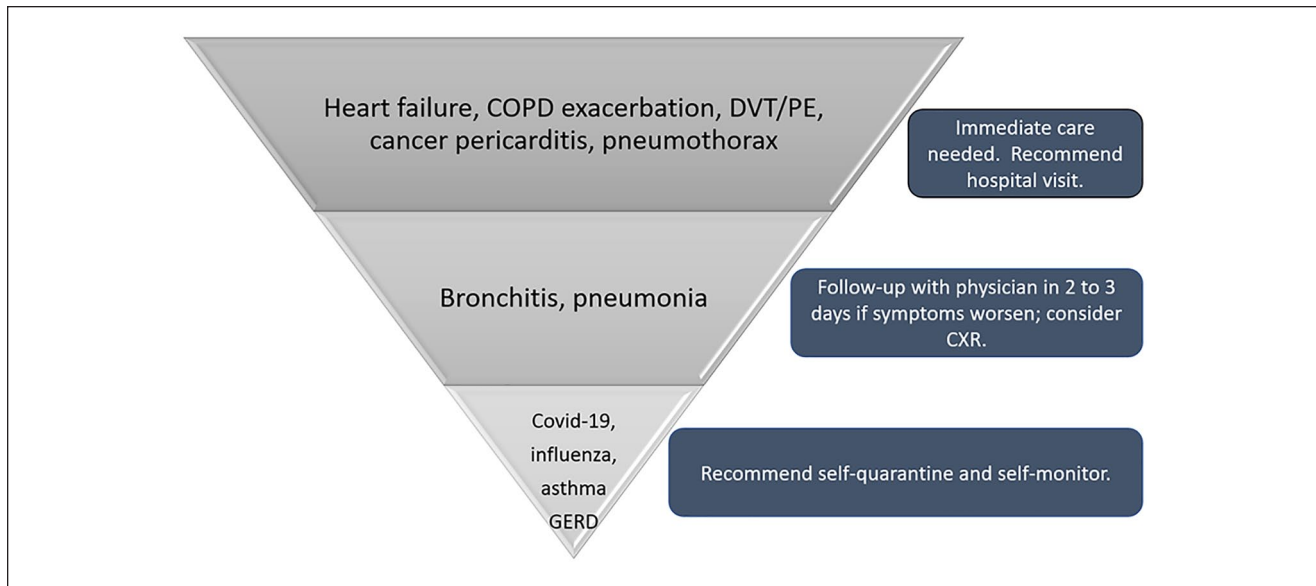 Heart failure, COPD exacerbation, DVT/PE,
cancer pericarditis, pneumothorax
Immediate care
needed. Recommend
hospital visit.
Bronchitis, pneumonia
Follow-up with physician in 2 to 3
days if symptoms worsen; consider
CXR.
Covid-19,
influenza,
asthma
GERD
Recommend self-quarantine and self-monitor.